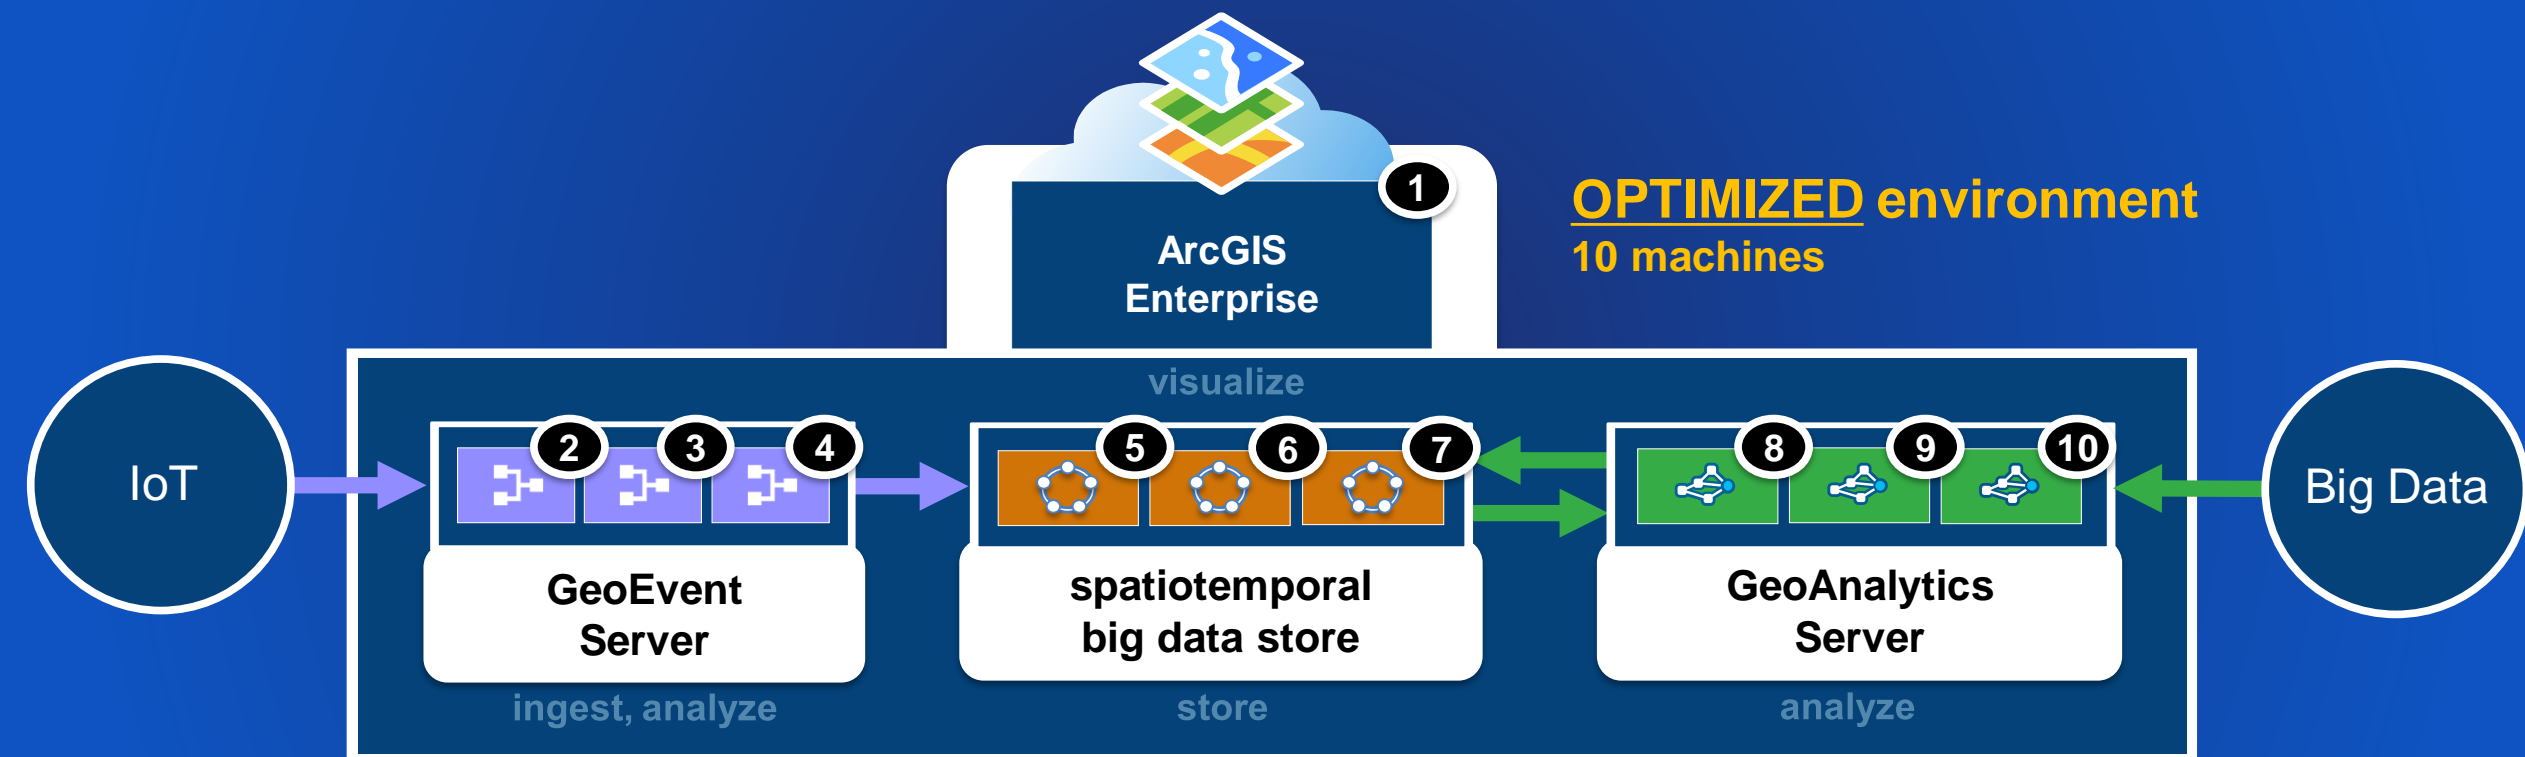 1
ArcGIS
Enterprise
OPTIMIZED environment
10 machines
visualize
IoT
2 3 4
5 6 7
8 9 10
Big Data
GeoEvent
Server
spatiotemporal
big data store
GeoAnalytics
Server
ingest, analyze
store
analyze